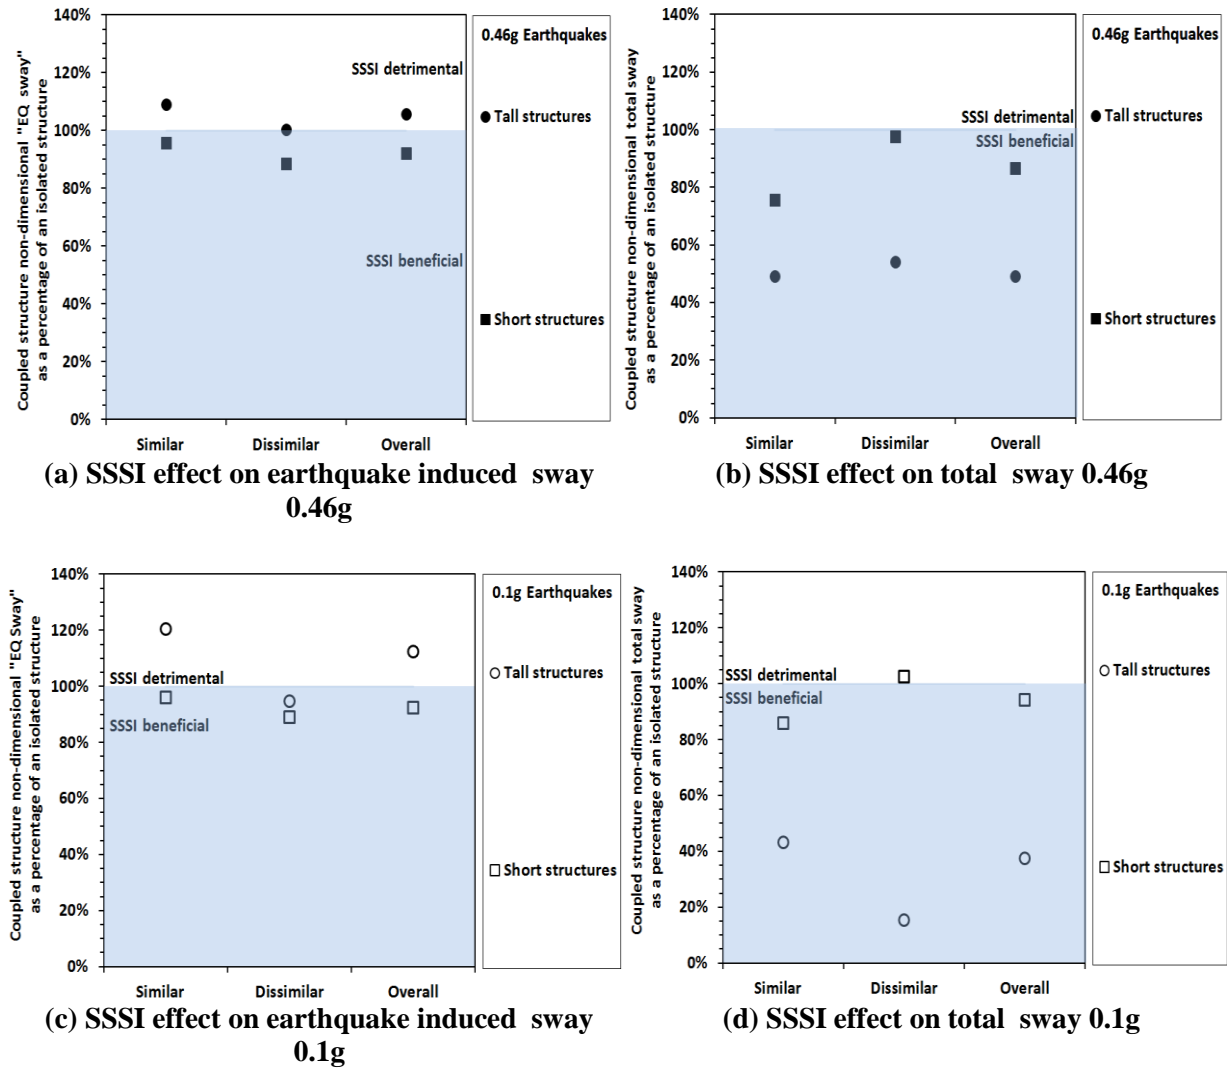 Coupled structure non-dimensional "EQ sway"
as a percentage of an isolated structure
140%
120%
100%
80%
60%
40%
20%
0%
SSSI detrimental
SSSI beneficial
Similar
Dissimilar
Overall
0.46g Earthquakes
Tall structures
Short structures
(a) SSSI effect on earthquake induced sway
0.46g
Coupled structure non-dimensional total sway
as a percentage of an isolated structure
140%
120%
100%
80%
60%
40%
20%
0%
SSSI detrimental
SSSI beneficial
Similar
Dissimilar
Overall
0.46g Earthquakes
Tall structures
Short structures
(b) SSSI effect on total sway 0.46g
Coupled structure non-dimensional "EQ Sway"
as a percentage of an isolated structure
140%
120%
100%
80%
60%
40%
20%
0%
SSSI detrimental
SSSI beneficial
Similar
Dissimilar
Overall
0.1g Earthquakes
Tall structures
Short structures
(c) SSSI effect on earthquake induced sway
0.1g
Coupled structure non-dimensional total sway
as a percentage of an isolated structure
140%
120%
100%
80%
60%
40%
20%
0%
SSSI detrimental
SSSI beneficial
Similar
Dissimilar
Overall
0.1g Earthquakes
Tall structures
Short structures
(d) SSSI effect on total sway 0.1g